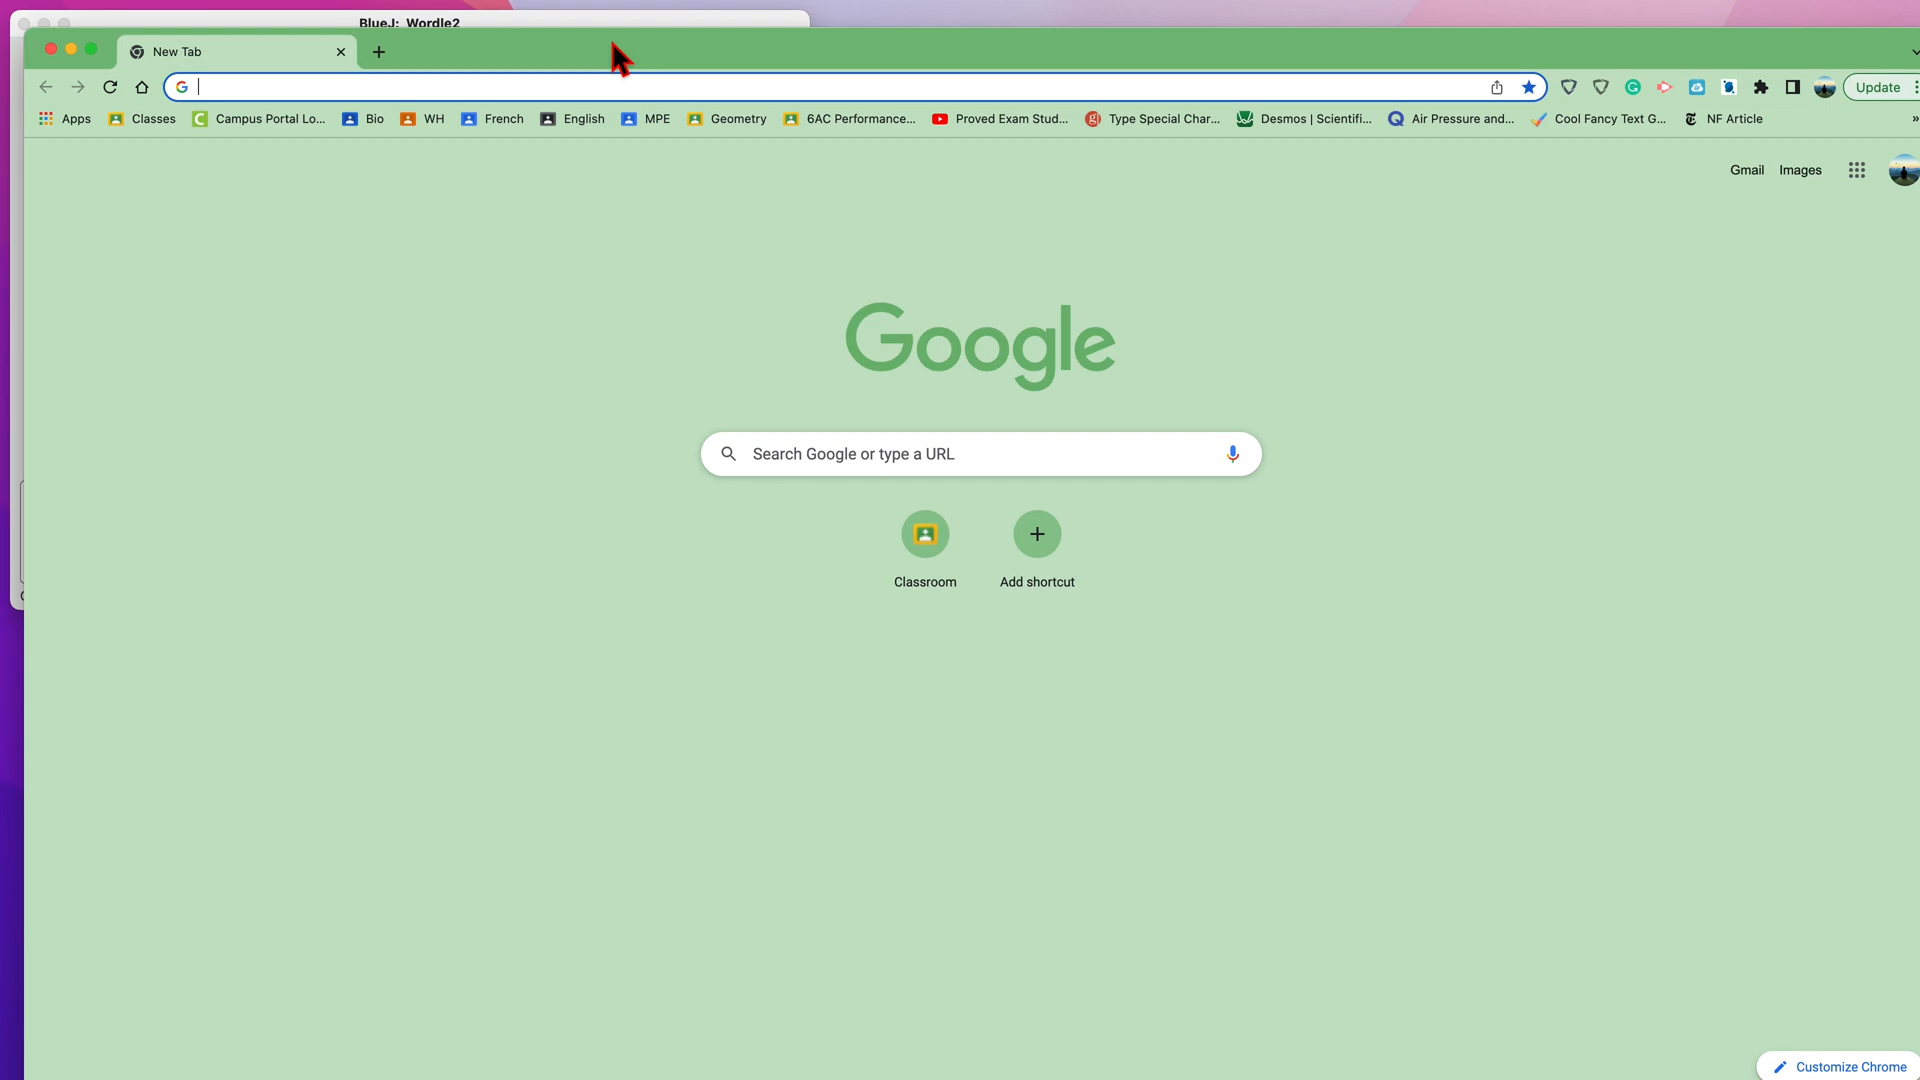 BlueJ: Wordle2
New Tab
Update
Apps Classes Campus Portal Lo... Bio WH French English MPE Geometry 6AC Performance... Proved Exam Stud... Type Special Char... Desmos | Scientifi... Air Pressure and... Cool Fancy Text G... NF Article »
Gmail Images
Google
Search Google or type a URL
Classroom Add shortcut
Customize Chrome